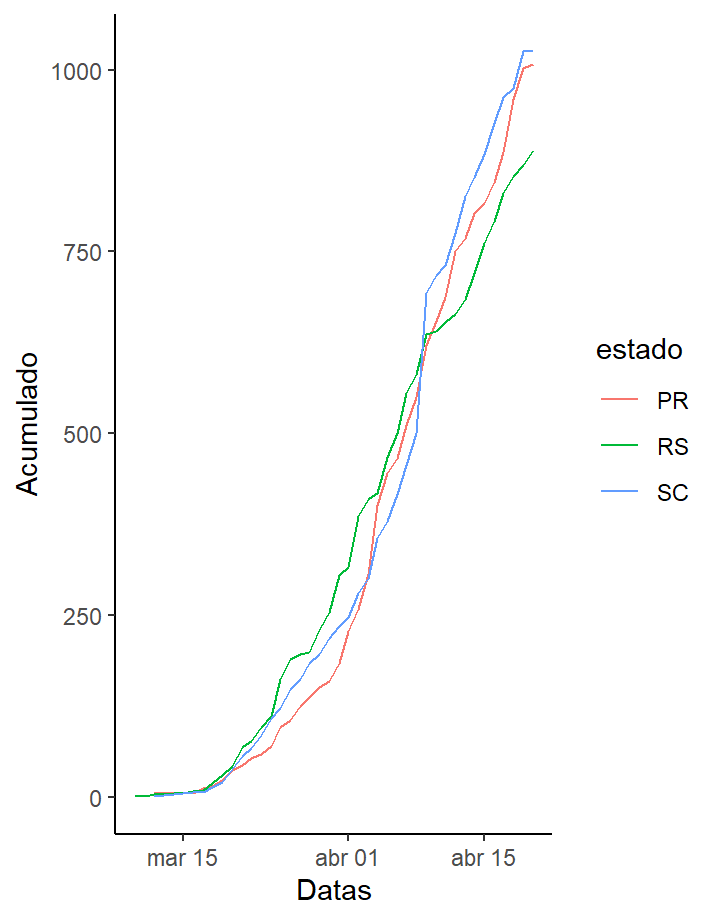 1000
750
500
250
0
Acumulado
mar 15
abr 01
abr 15
Datas
estado
PR
RS
SC